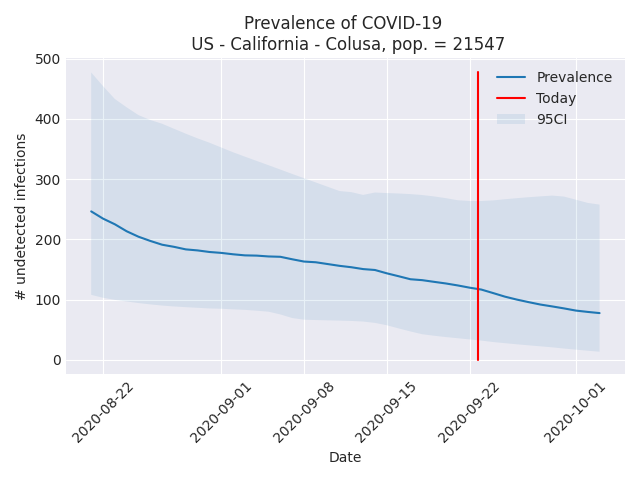 Prevalence of COVID-19
US - California - Colusa, pop. = 21547
# undetected infections
500
400
300
200
100
0
Prevalence
Today
95CI
2020-08-22
2020-09-01
2020-09-08
2020-09-15
2020-09-22
2020-10-01
Date